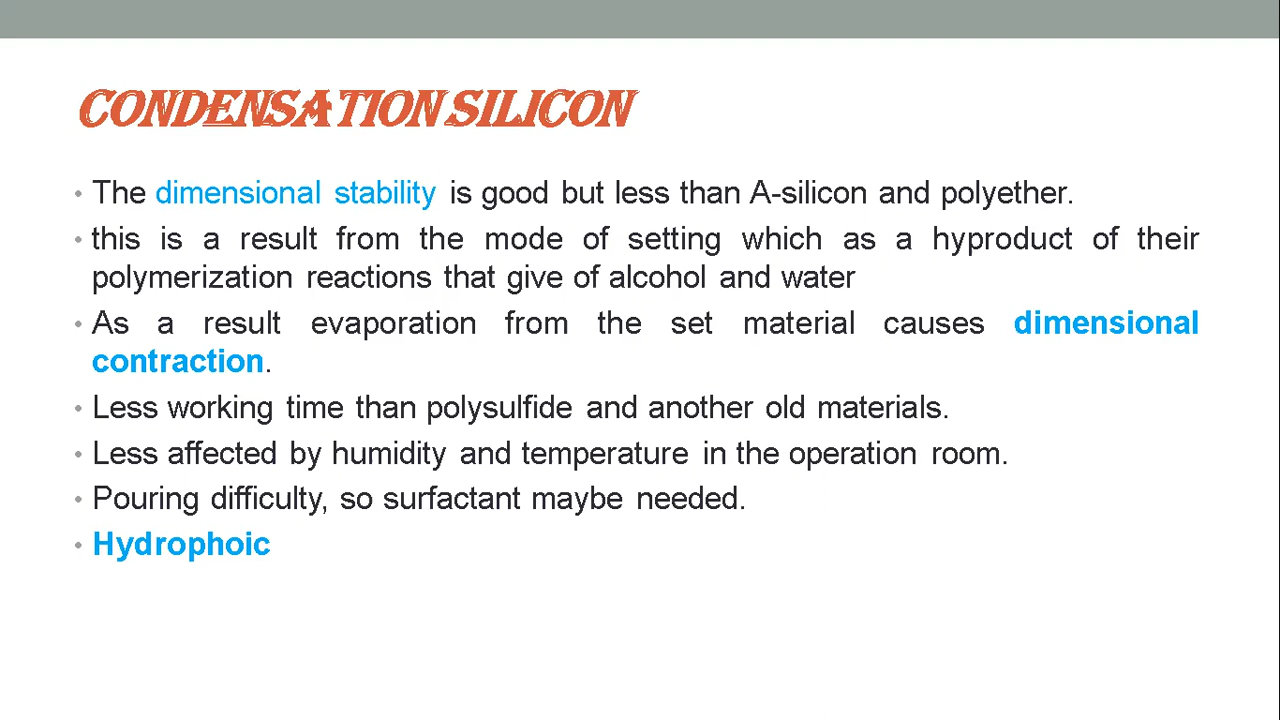 CONDENSATION SILICON
• The dimensional stability is good but less than A-silicon and polyether.
• this is a result from the mode of setting which as a hyproduct of their
polymerization reactions that give of alcohol and water
• As a result evaporation from the set material causes dimensional
contraction.
• Less working time than polysulfide and another old materials.
• Less affected by humidity and temperature in the operation room.
• Pouring difficulty, so surfactant maybe needed.
• Hydrophoic